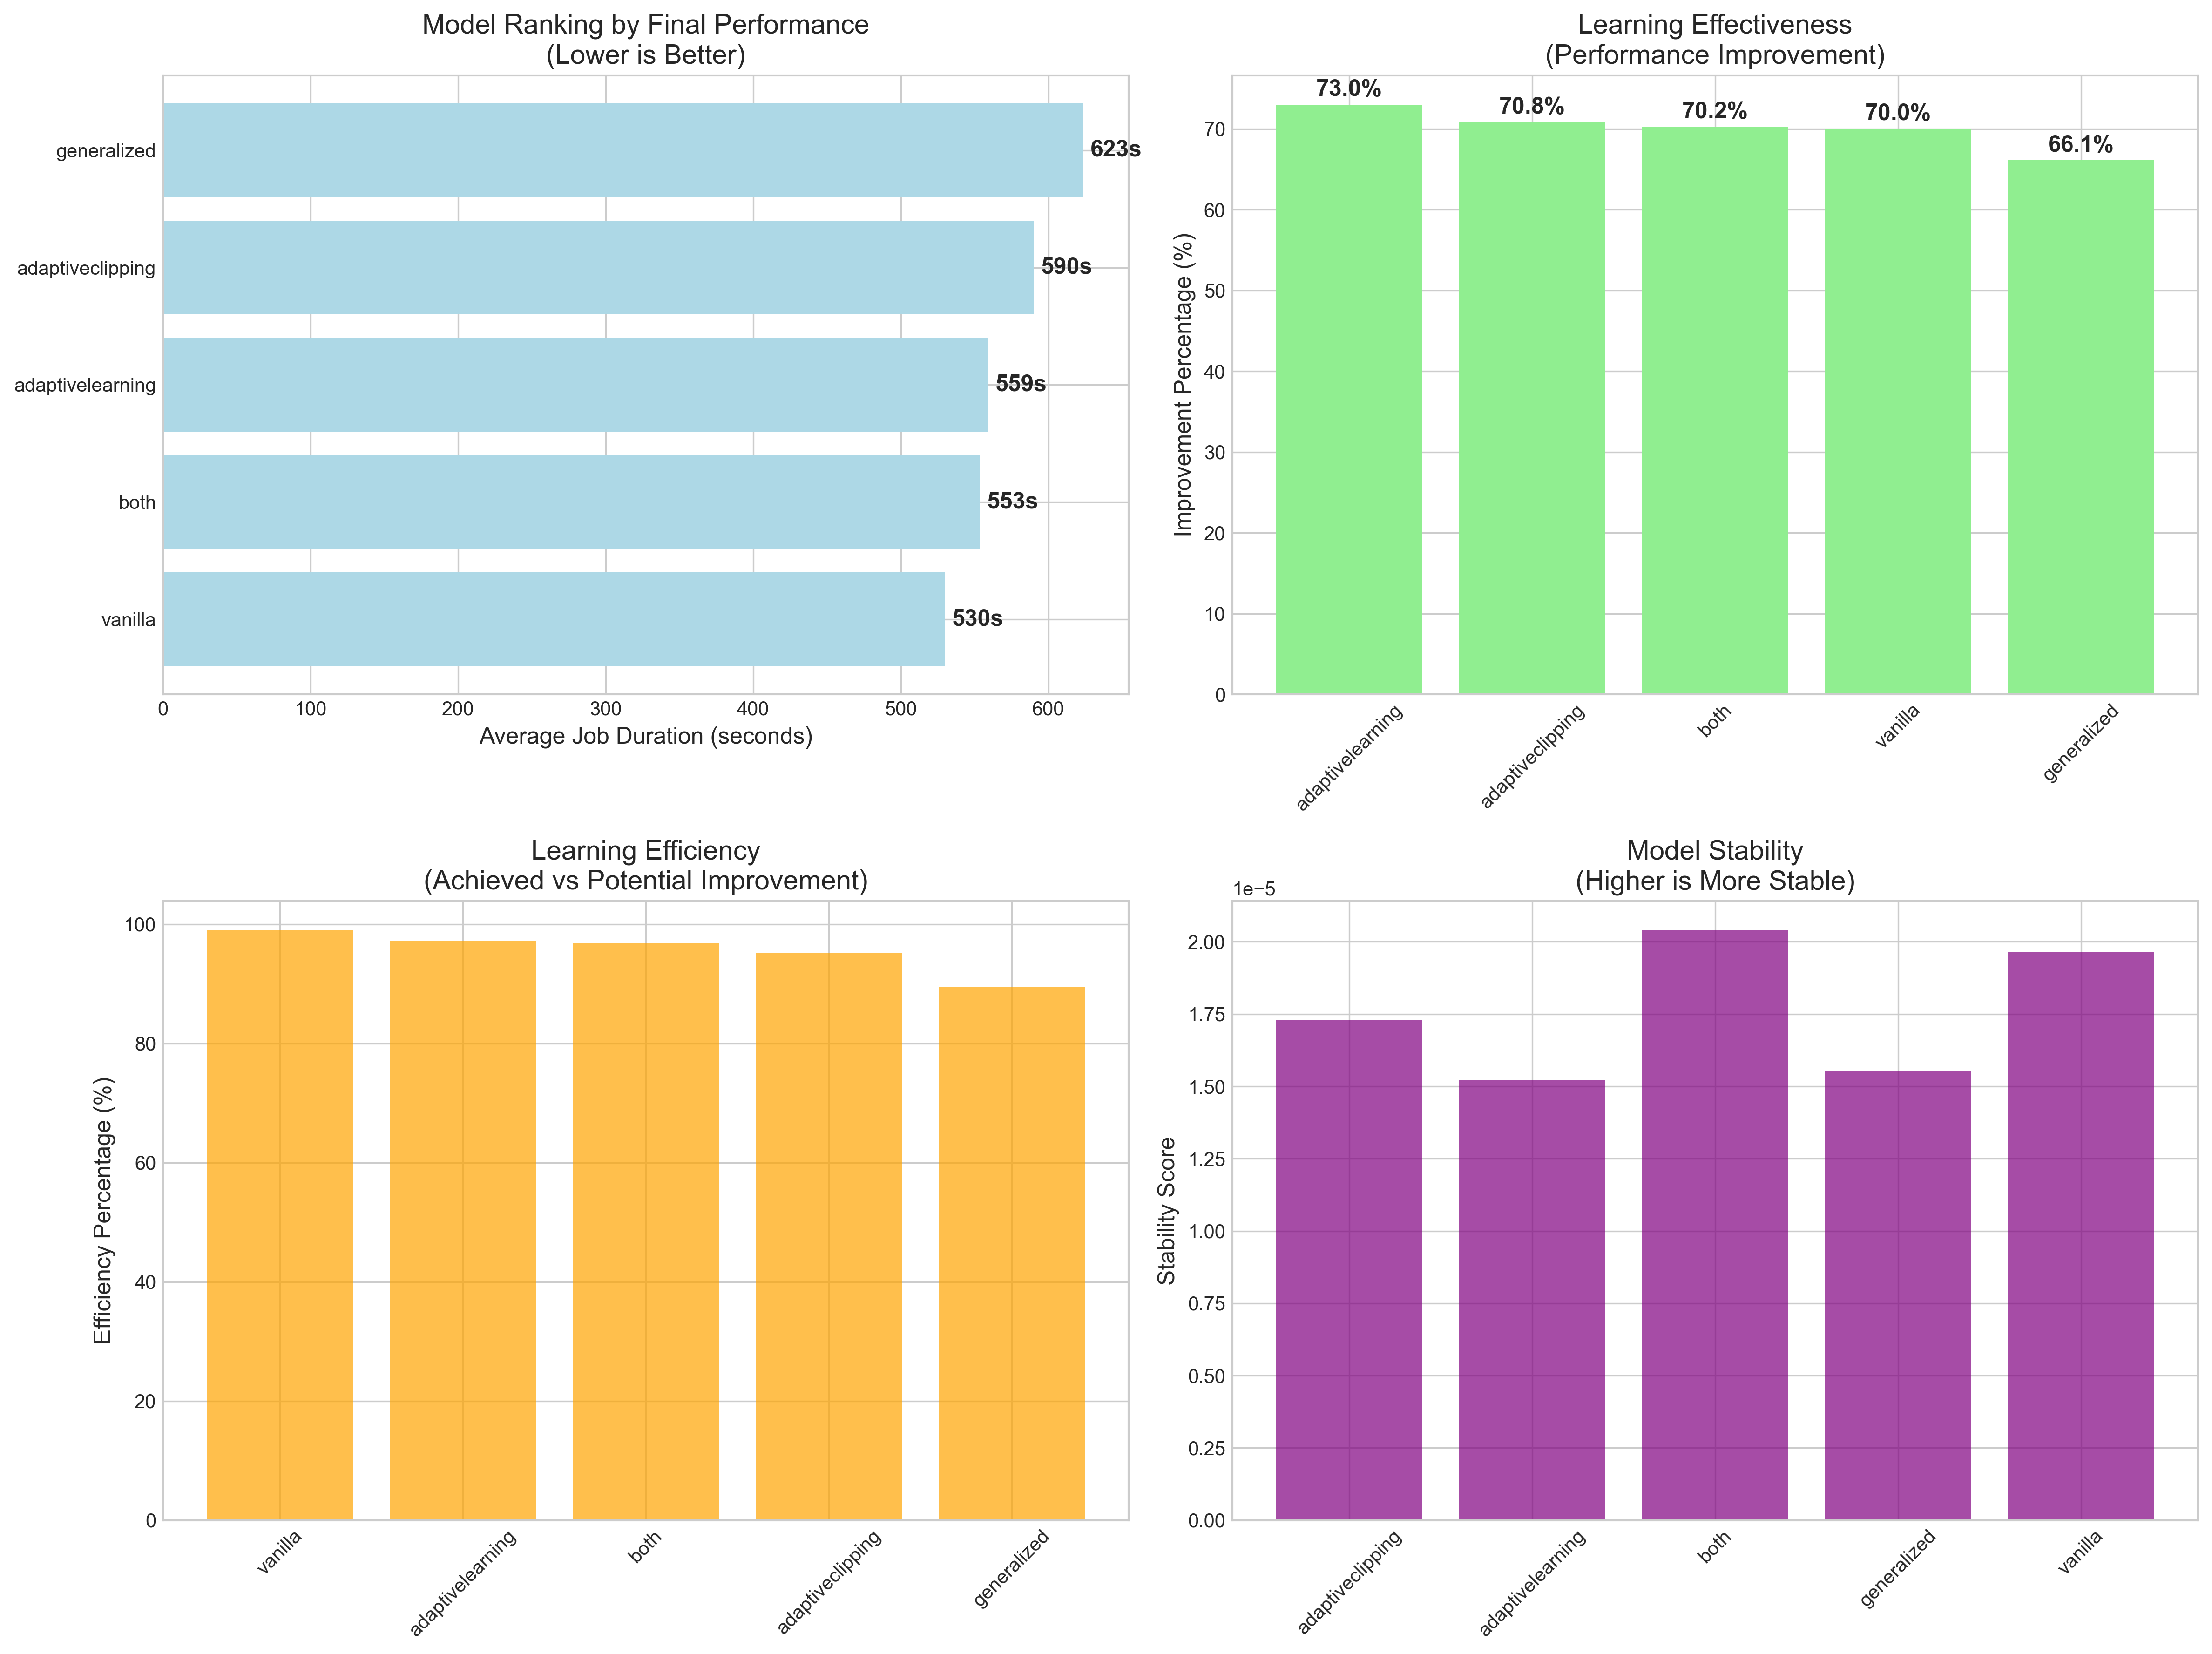 Model Ranking by Final Performance
(Lower is Better)
generalized
623s
adaptiveclipping
590s
adaptivelearning
559s
both
553s
vanilla
530s
0 100 200 300 400 500 600
Average Job Duration (seconds)
Learning Effectiveness
(Performance Improvement)
Improvement Percentage (%)
70
60
50
40
30
20
10
0
73.0%
70.8%
70.2%
70.0%
66.1%
adaptivelearning
adaptiveclipping
both
vanilla
generalized
Learning Efficiency
(Achieved vs Potential Improvement)
Efficiency Percentage (%)
100
80
60
40
20
0
vanilla
adaptivelearning
both
adaptiveclipping
generalized
Model Stability
(Higher is More Stable)
1e−5
Stability Score
2.00
1.75
1.50
1.25
1.00
0.75
0.50
0.25
0.00
adaptiveclipping
adaptivelearning
both
generalized
vanilla